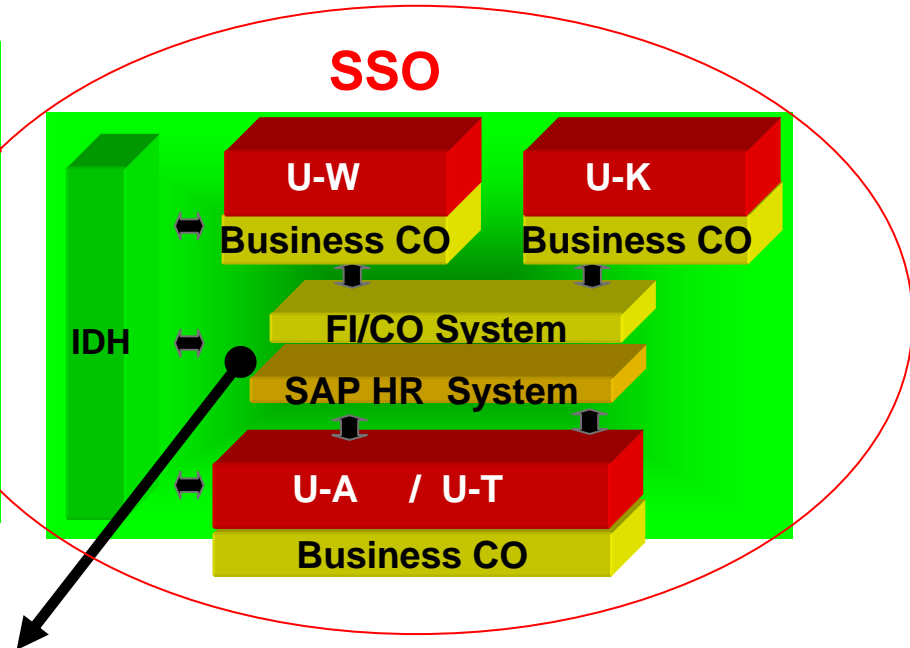 SSO
U-W
U-K
Business CO
Business CO
IDH
FI/CO System
SAP HR System
U-A / U-T
Business CO